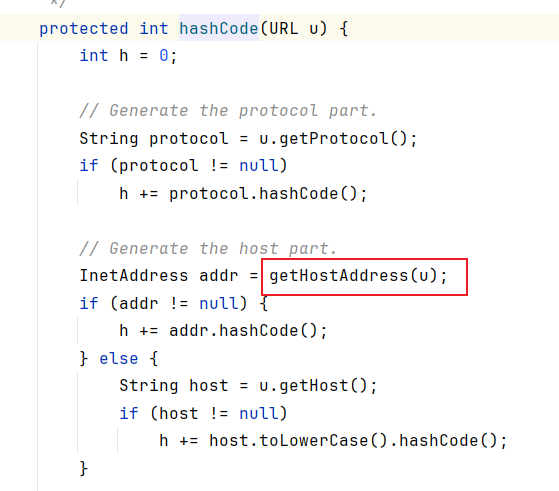 */
protected int hashCode(URL u) {
int h = 0;
// Generate the protocol part.
String protocol = u.getProtocol();
if (protocol != null)
h += protocol.hashCode();
// Generate the host part.
InetAddress addr = getHostAddress(u);
if (addr != null) {
h += addr.hashCode();
} else {
String host = u.getHost();
if (host != null)
h += host.toLowerCase().hashCode();
}